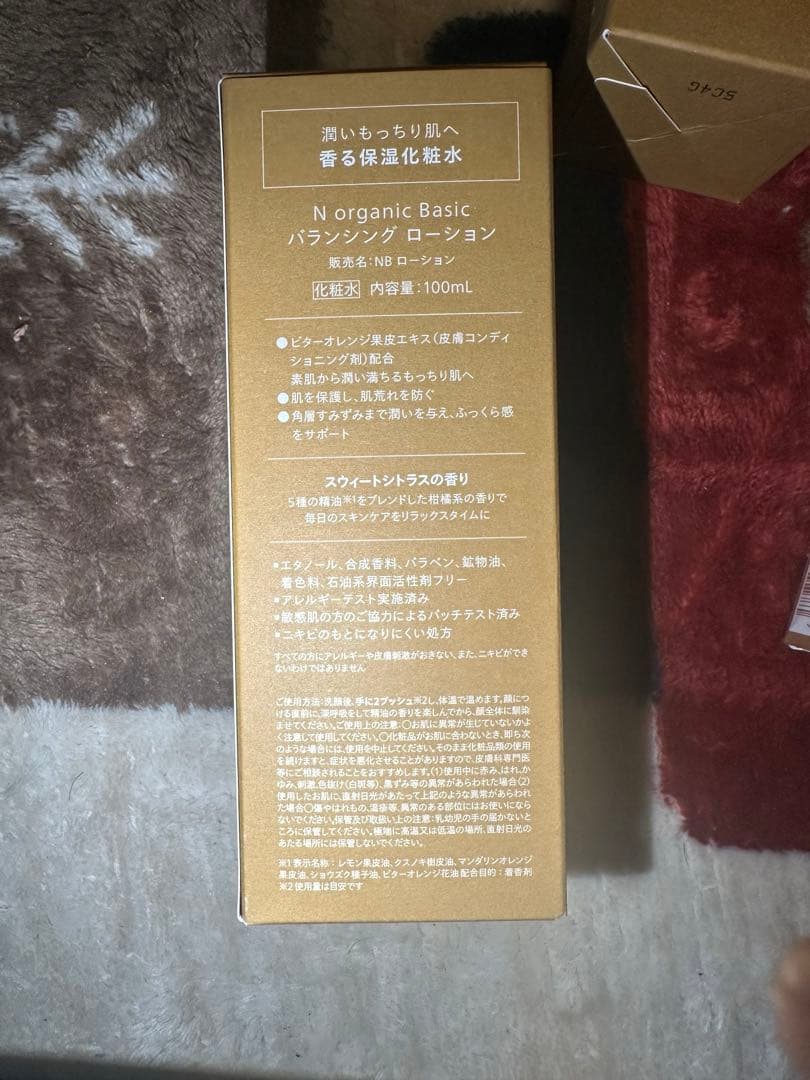 潤いもっちり肌へ
香る保湿化粧水
N organic Basic
バランシング ローション
販売名:NB ローション
化粧水 内容量:100mL
●ビターオレンジ果皮エキス(皮膚コンディ
ショニング剤)配合
素肌から潤い満ちるもっちり肌へ
●肌を保護し、肌荒れを防ぐ
●角層すみずみまで潤いを与え、ふっくら感
をサポート
スウィートシトラスの香り
5種の精油※1をブレンドした柑橘系の香りで
毎日のスキンケアをリラックスタイムに
•エタノール、合成香料、パラベン、鉱物油、
着色料、石油系界面活性剤フリー
•アレルギーテスト実施済み
•敏感肌の方のご協力によるパッチテスト済み
•ニキビのもとになりにくい処方
すべての方にアレルギーや皮膚刺激がおきない、また、ニキビができ
ないわけではありません
ご使用方法:洗顔後、手に2プッシュ※2し、体温で温めます。顔につ
ける直前に、深呼吸をして精油の香りを楽しんでから、顔全体に馴染
ませてください。ご使用上の注意:○お肌に異常が生じていないかよ
く注意して使用してください。○化粧品がお肌に合わないとき、即ち次
のような場合には、使用を中止してください。そのまま化粧品類の使用
を続けますと、症状を悪化させることがありますので、皮膚科専門医
等にご相談されることをおすすめします。(1)使用中に赤み、はれ、か
ゆみ、刺激、色抜け(白斑等)、黒ずみ等の異常があらわれた場合(2)
使用したお肌に、直射日光があたって上記のような異常があらわれ
た場合○傷やはれもの、湿疹等、異常のある部位にはお使いになら
ないでください。保管及び取扱い上の注意:乳幼児の手の届かないと
ころに保管してください。極端に高温又は低温の場所、直射日光の
あたる場所には保管しないでください。
※1 表示名称:レモン果皮油、クスノキ樹皮油、マンダリンオレンジ
果皮油、ショウズク種子油、ビターオレンジ花油 配合目的:着香剤
※2 使用量は目安です
5C4G